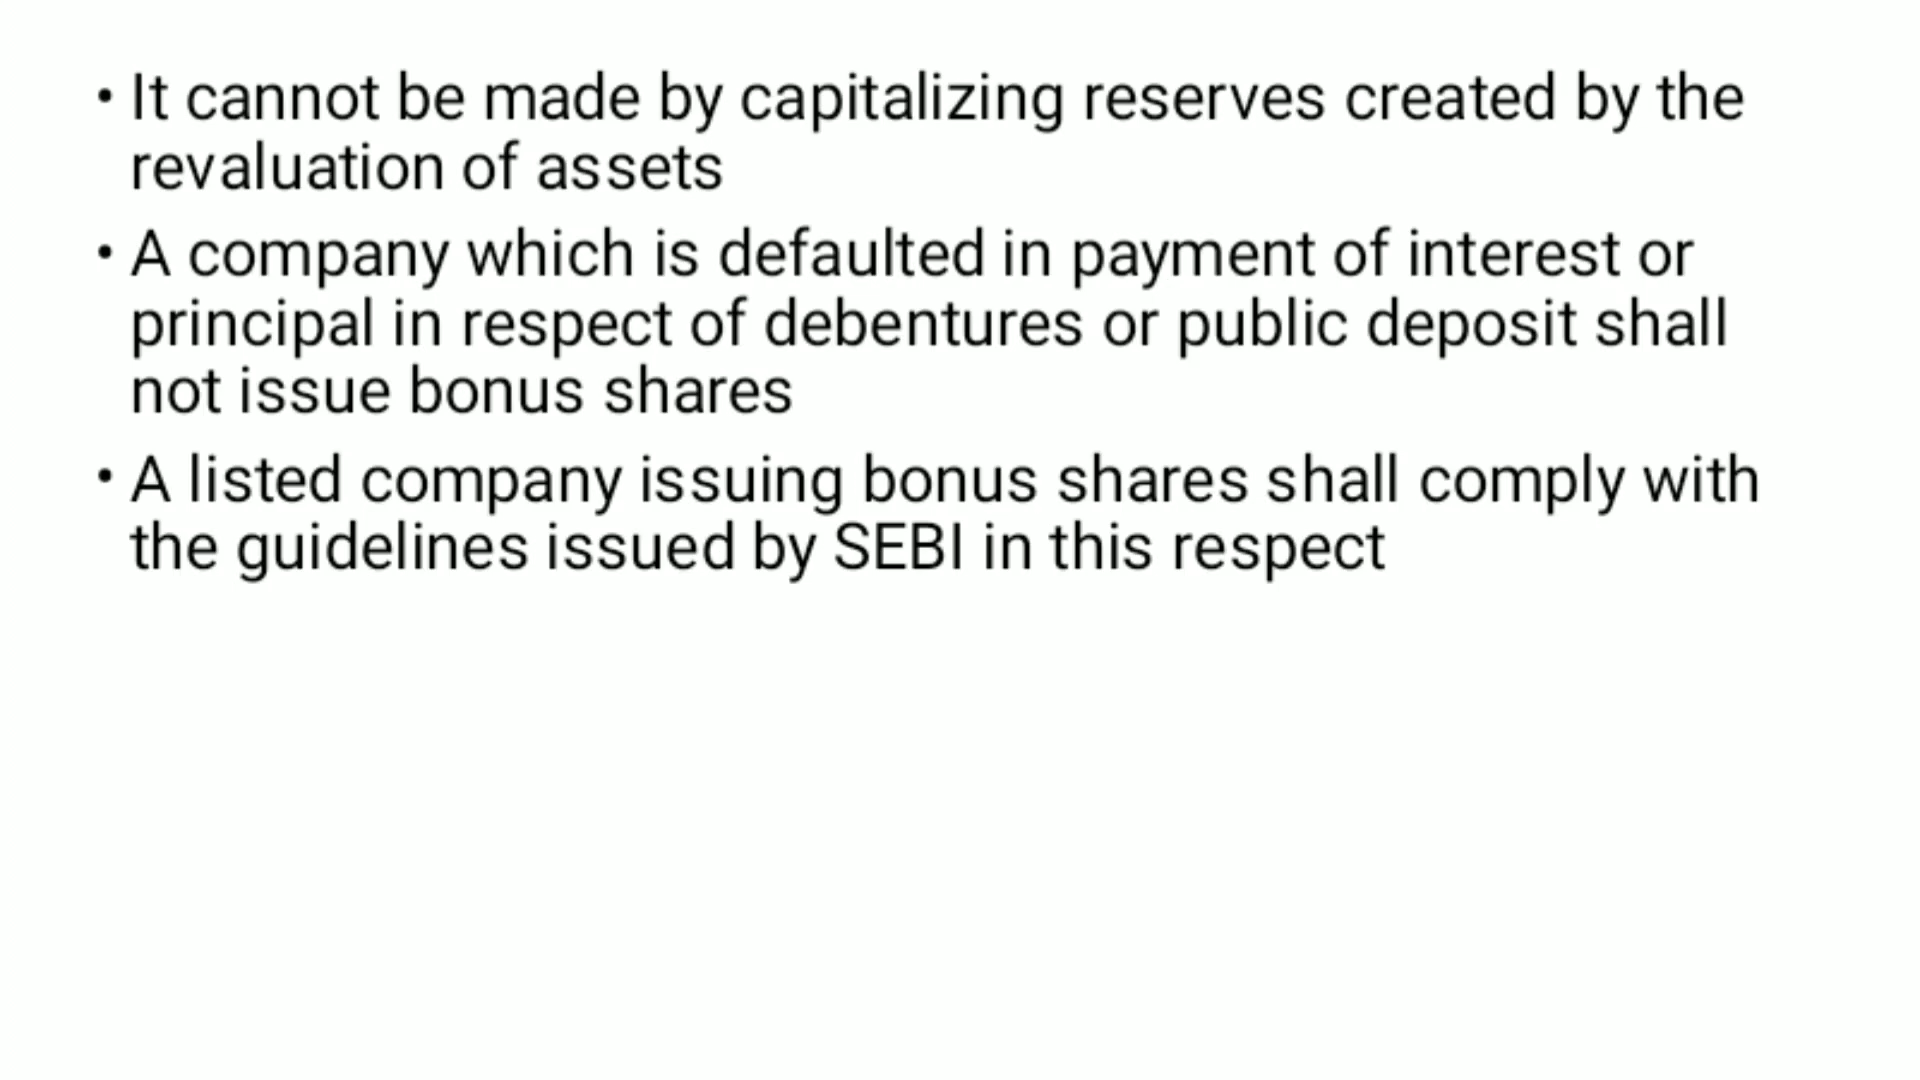 • It cannot be made by capitalizing reserves created by the
revaluation of assets
• A company which is defaulted in payment of interest or
principal in respect of debentures or public deposit shall
not issue bonus shares
• A listed company issuing bonus shares shall comply with
the guidelines issued by SEBI in this respect